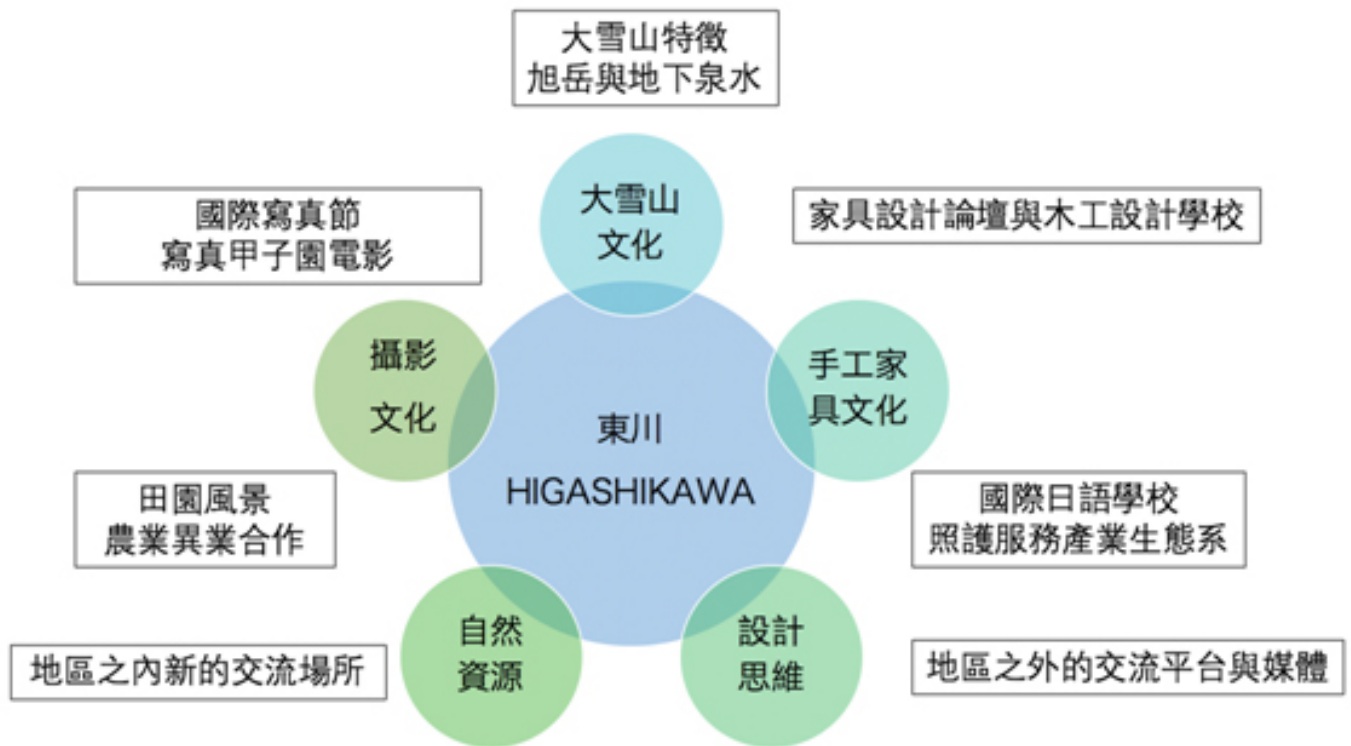 大雪山特徵
旭岳與地下泉水
大雪山
文化
國際寫真節
寫真甲子園電影
家具設計論壇與木工設計學校
攝影
文化
手工家
具文化
東川
HIGASHIKAWA
田園風景
農業異業合作
國際日語學校
照護服務產業生態系
自然
資源
設計
思維
地區之內新的交流場所
地區之外的交流平台與媒體